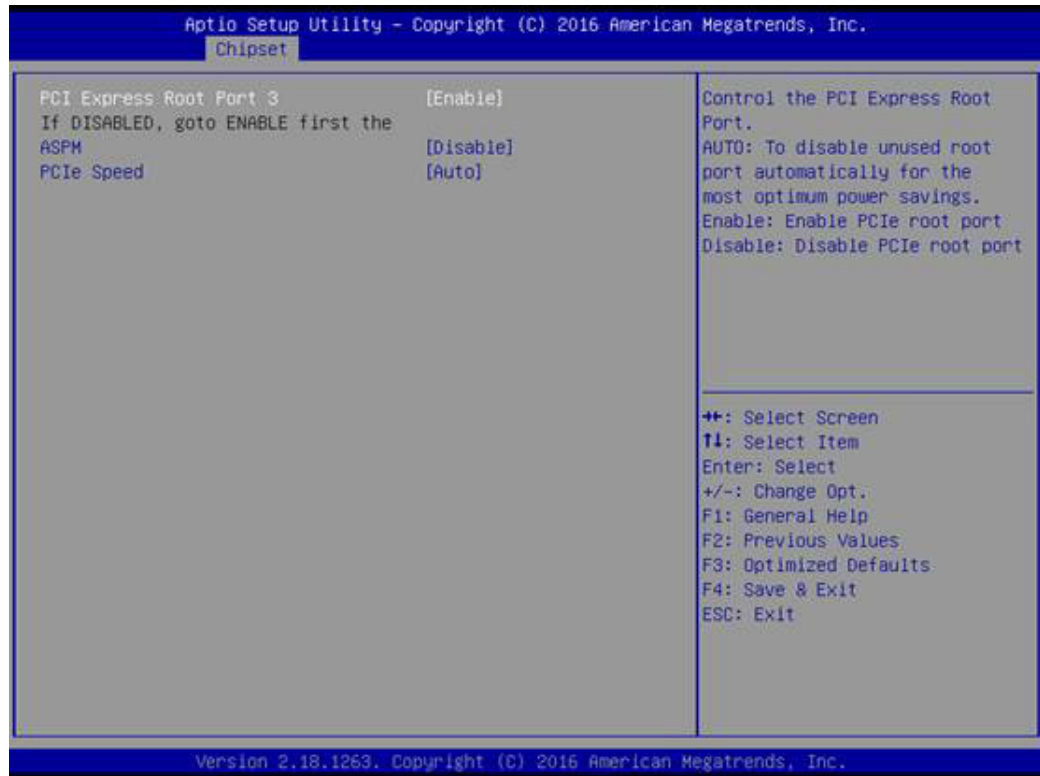 Aptio Setup Utility – Copyright (C) 2016 American Megatrends, Inc.
Chipset
PCI Express Root Port 3 [Enable]
If DISABLED, goto ENABLE first the
ASPM [Disable]
PCIe Speed [Auto]
Control the PCI Express Root
Port.
AUTO: To disable unused root
port automatically for the
most optimum power savings.
Enable: Enable PCIe root port
Disable: Disable PCIe root port
→←: Select Screen
↑↓: Select Item
Enter: Select
+/-: Change Opt.
F1: General Help
F2: Previous Values
F3: Optimized Defaults
F4: Save & Exit
ESC: Exit
Version 2.18.1263. Copyright (C) 2016 American Megatrends, Inc.